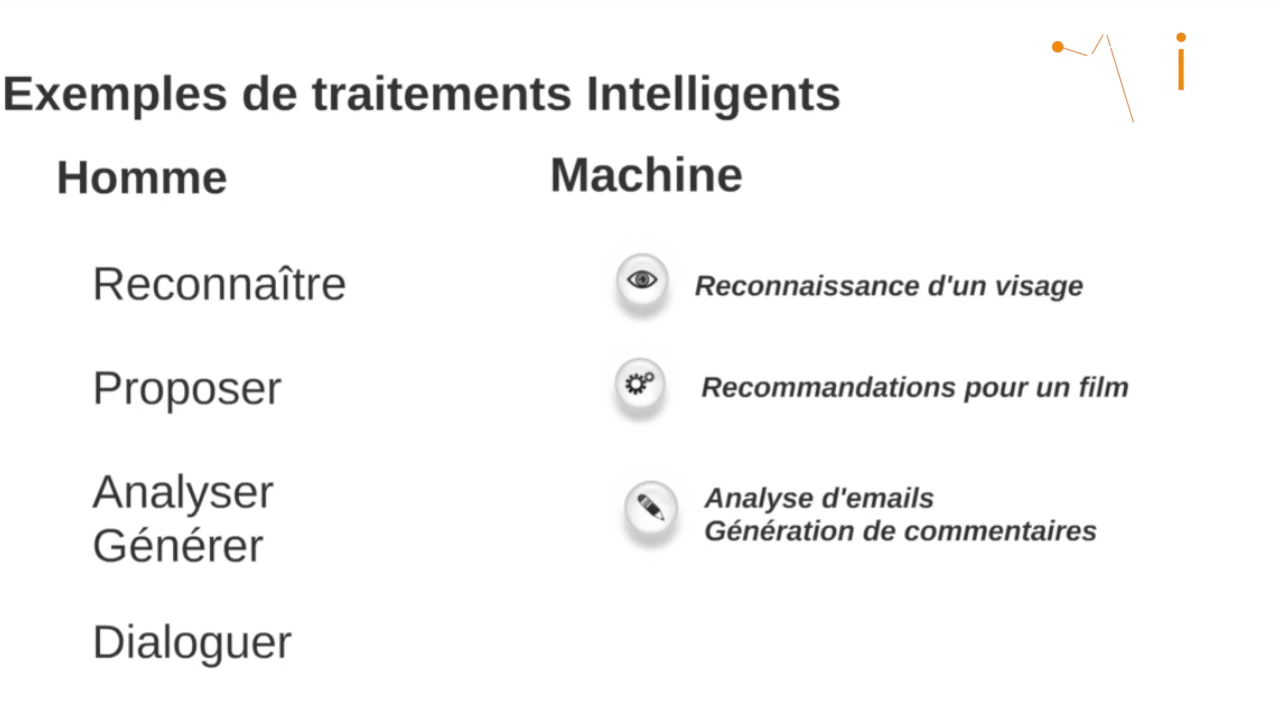 Exemples de traitements Intelligents
Homme
Machine
Reconnaître
Reconnaissance d'un visage
Proposer
Recommandations pour un film
Analyser
Générer
Analyse d'emails
Génération de commentaires
Dialoguer